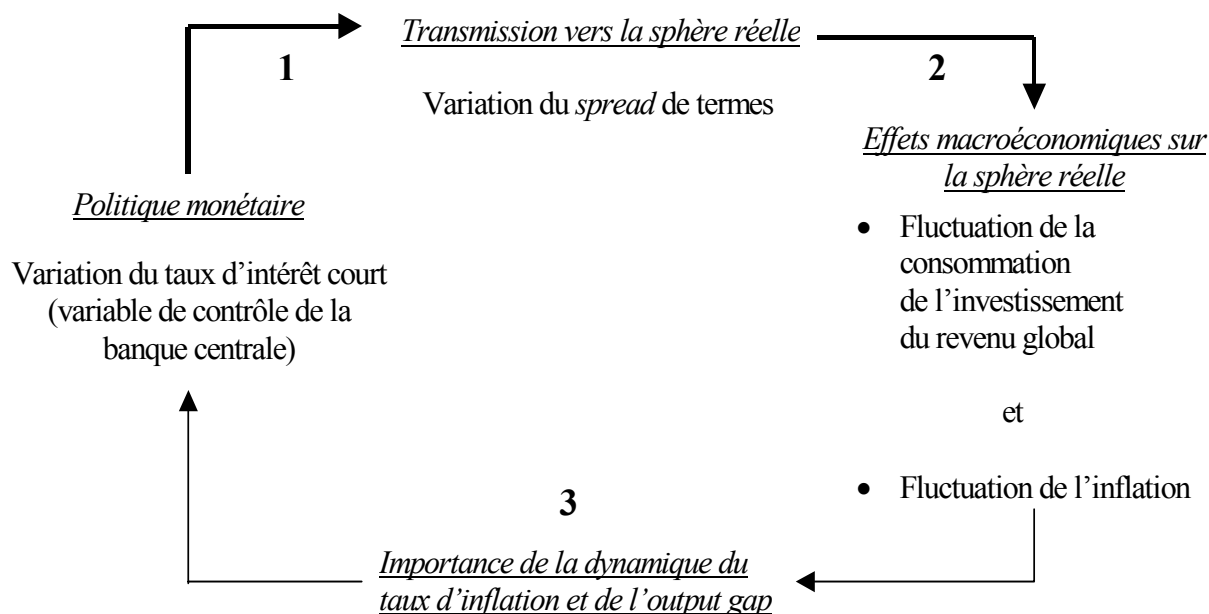 Transmission vers la sphère réelle
1
2
Variation du spread de termes
Effets macroéconomiques sur
la sphère réelle
Politique monétaire
• Fluctuation de la
consommation
de l’investissement
du revenu global
Variation du taux d’intérêt court
(variable de contrôle de la
banque centrale)
et
• Fluctuation de l’inflation
3
Importance de la dynamique du
taux d’inflation et de l’output gap